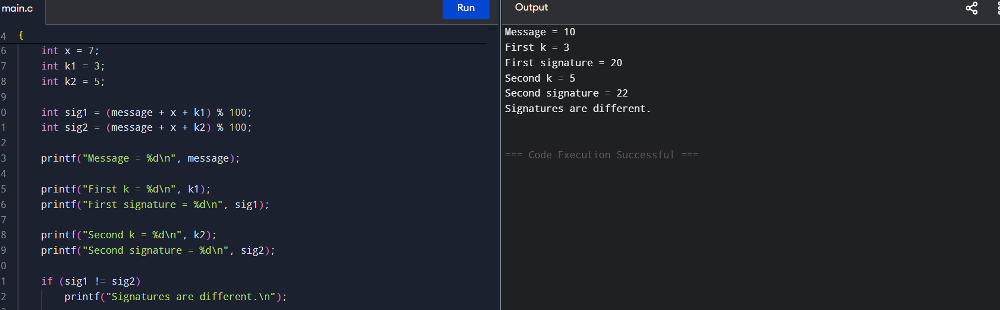 main.c
Run
4 {
6 int x = 7;
7 int k1 = 3;
8 int k2 = 5;
9
0 int sig1 = (message + x + k1) % 100;
1 int sig2 = (message + x + k2) % 100;
2
3 printf("Message = %d\n", message);
4
5 printf("First k = %d\n", k1);
6 printf("First signature = %d\n", sig1);
7
8 printf("Second k = %d\n", k2);
9 printf("Second signature = %d\n", sig2);
0
1 if (sig1 != sig2)
2 printf("Signatures are different.\n");
Output
Message = 10
First k = 3
First signature = 20
Second k = 5
Second signature = 22
Signatures are different.
=== Code Execution Successful ===